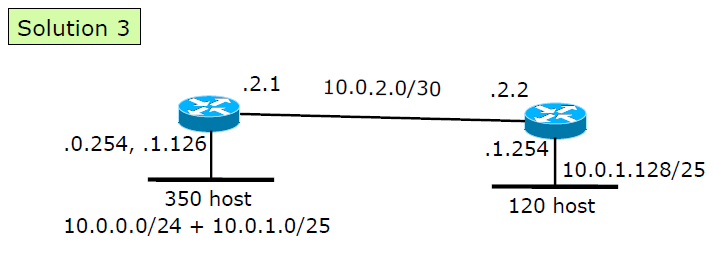 Solution 3
.2.1
10.0.2.0/30
.2.2
.0.254, .1.126
.1.254
10.0.1.128/25
350 host
120 host
10.0.0.0/24 + 10.0.1.0/25